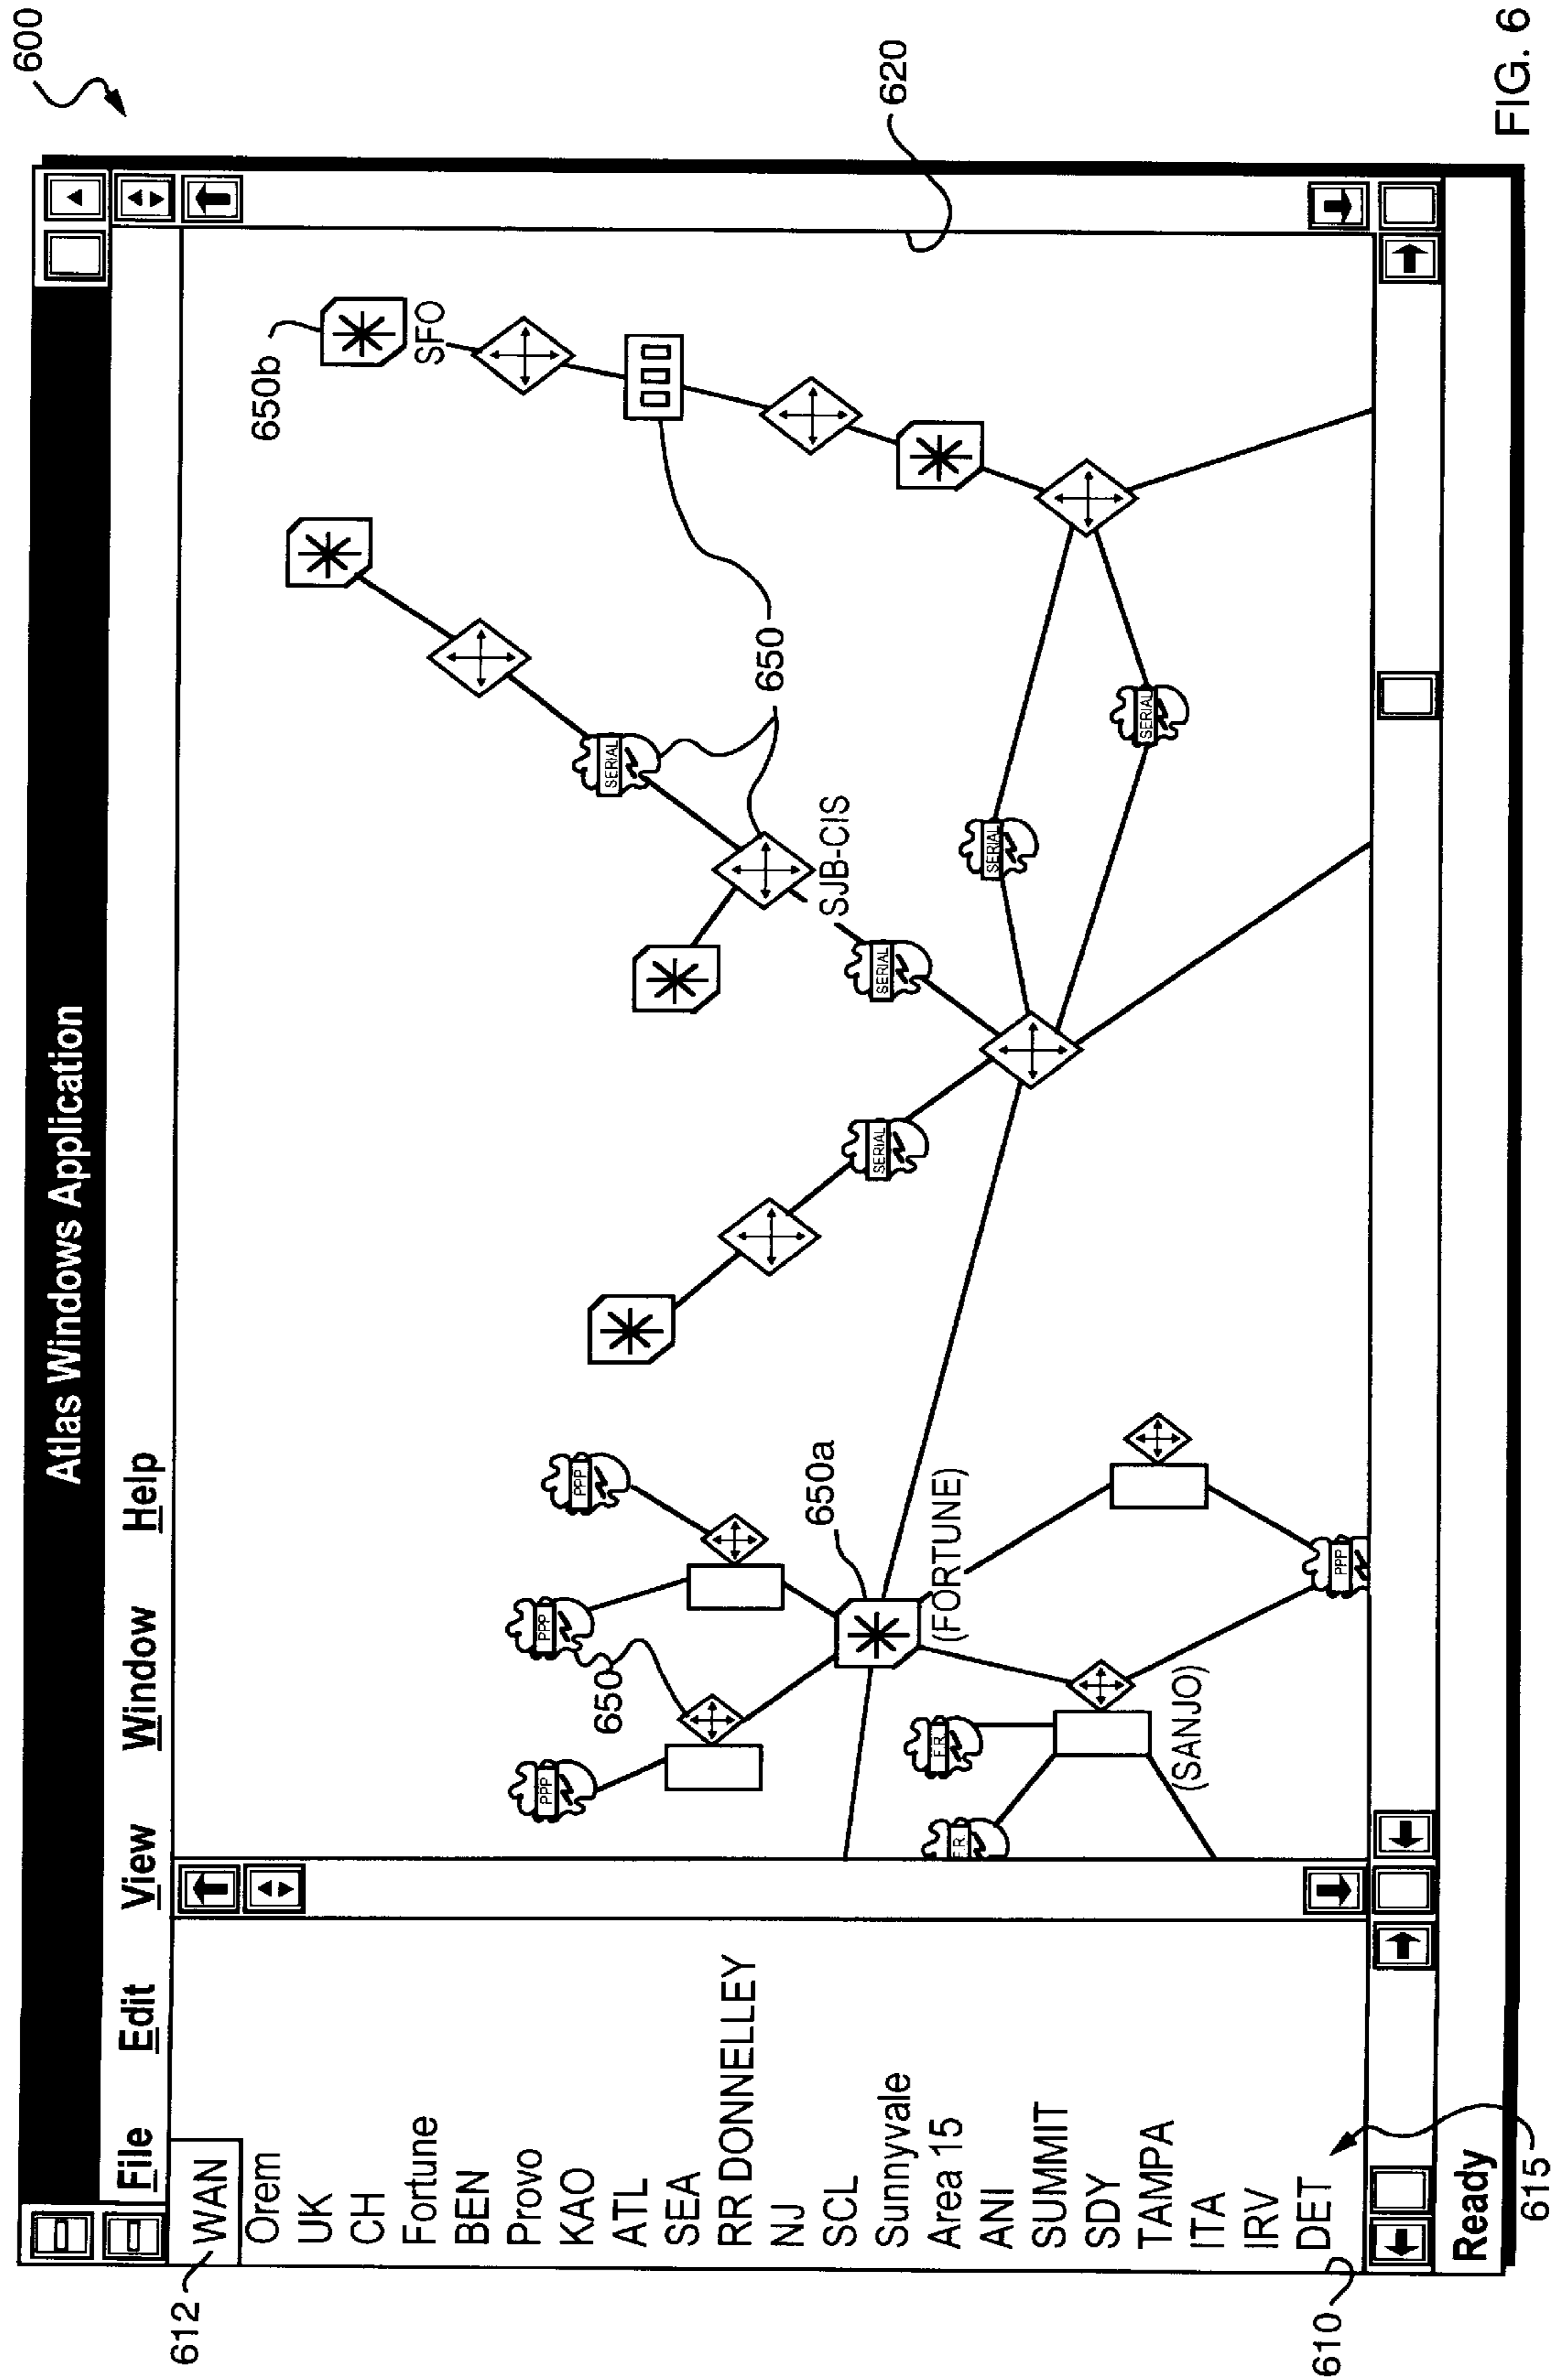 600
Atlas Windows Application
File Edit View Window Help
612
WAN
Orem
UK
CH
Fortune
BEN
Provo
KAO
ATL
SEA
RR DONNELLEY
NJ
SCL
Sunnyvale
Area 15
ANI
SUMMIT
SDY
TAMPA
ITA
IRV
DET
610
615
Ready
650b
SFO
620
650
SERIAL
SJB-CIS
SERIAL
SERIAL
SERIAL
SERIAL
PPP
PPP
PPP
650
650a
(FORTUNE)
F.R.
F.R.
(SANJO)
PPP
FIG. 6